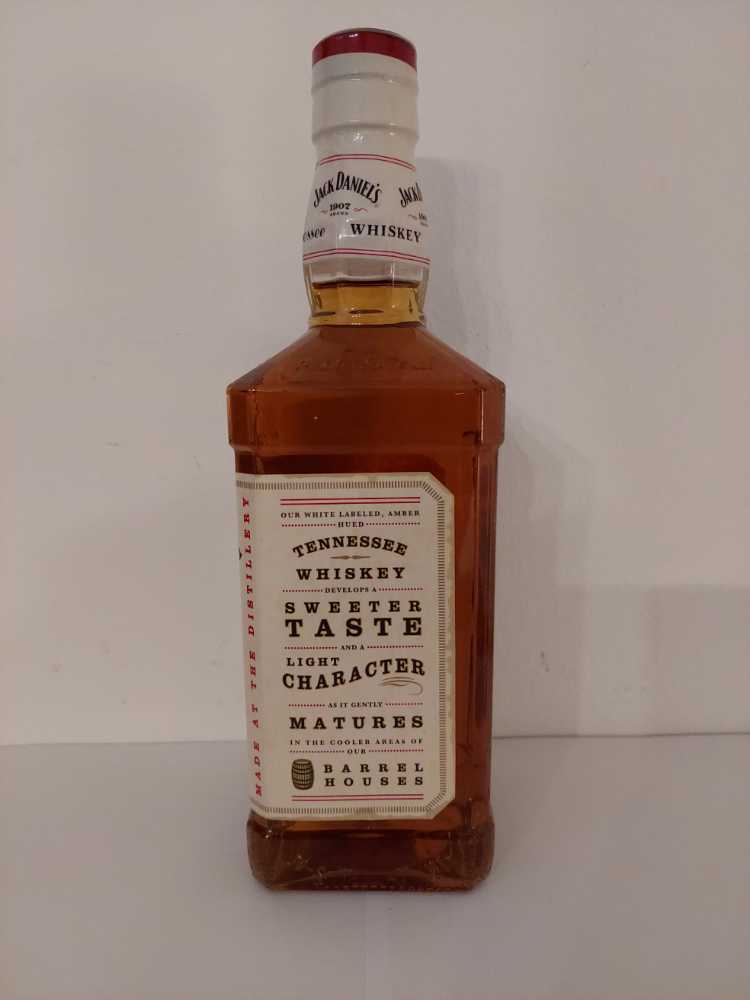 JACK DANIEL'S
1907
WHISKEY
MADE AT THE DISTILLERY
OUR WHITE LABELED, AMBER
HUED
TENNESSEE
WHISKEY
DEVELOPS A
SWEETER
TASTE
AND A
LIGHT
CHARACTER
AS IT GENTLY
MATURES
IN THE COOLER AREAS OF
OUR
BARREL
HOUSES